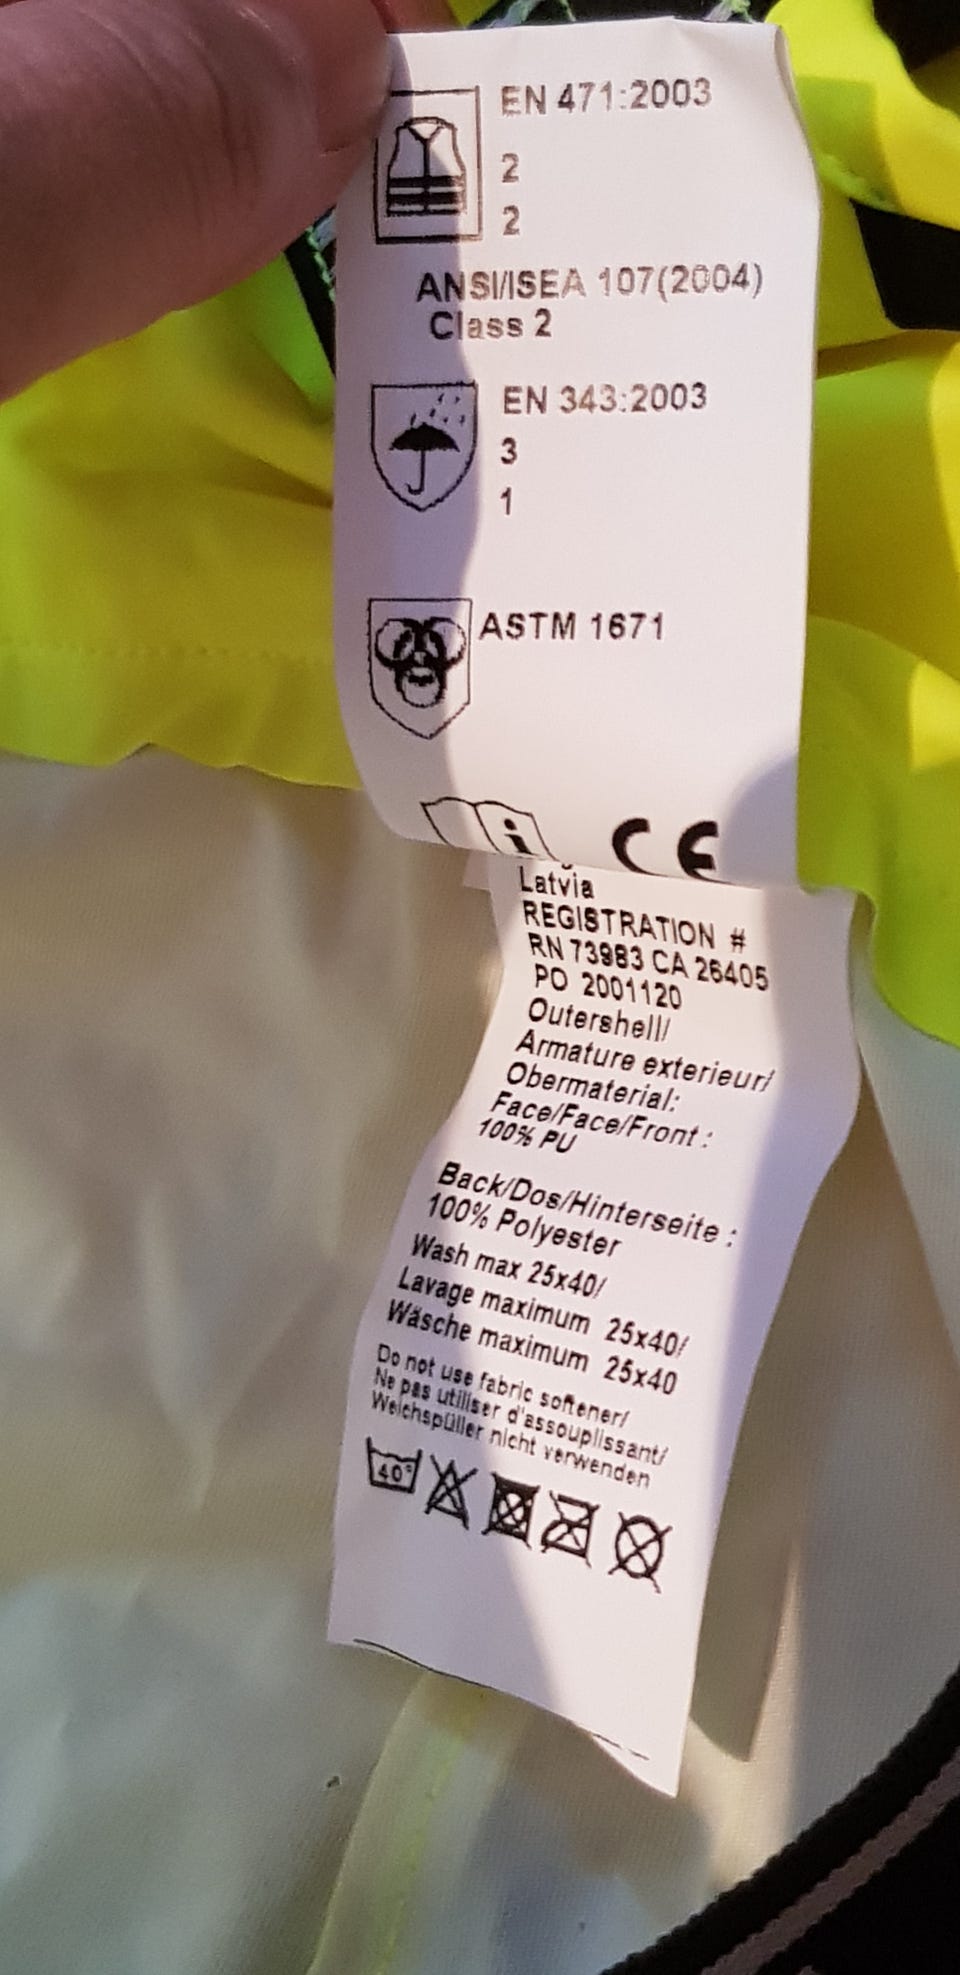 EN 471:2003
2
2
ANSI/ISEA 107(2004)
Class 2
EN 343:2003
3
1
ASTM 1671
i CE
Latvia
REGISTRATION #
RN 73983 CA 26405
PO 2001120
Outershell/
Armature exterieur/
Obermaterial:
Face/Face/Front :
100% PU
Back/Dos/Hinterseite :
100% Polyester
Wash max 25x40/
Lavage maximum 25x40/
Wäsche maximum 25x40
Do not use fabric softener/
Ne pas utiliser d'assouplissant/
Weichspüller nicht verwenden
40°